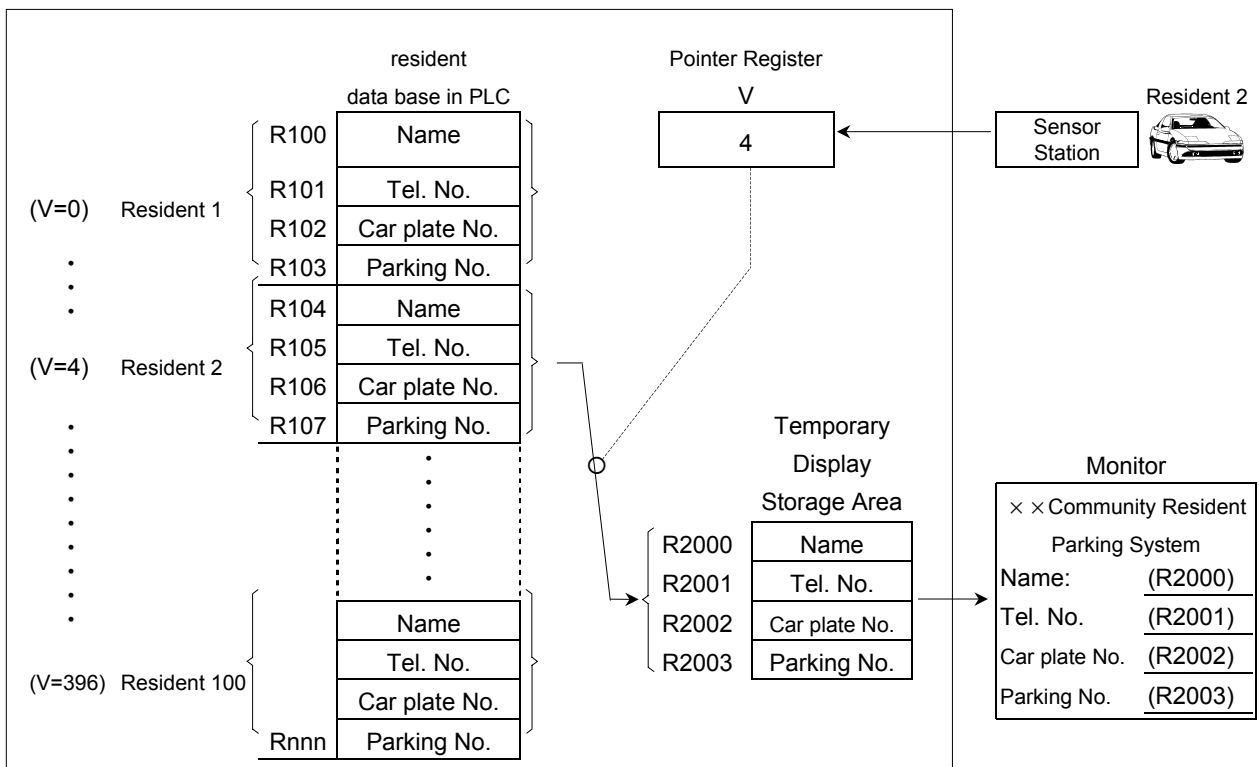 resident
data base in PLC
Pointer Register
V
4
Sensor
Station
Resident 2
(V=0) Resident 1
R100 Name
R101 Tel. No.
R102 Car plate No.
R103 Parking No.
(V=4) Resident 2
R104 Name
R105 Tel. No.
R106 Car plate No.
R107 Parking No.
(V=396) Resident 100
Name
Tel. No.
Car plate No.
Rnnn Parking No.
Temporary
Display
Storage Area
R2000 Name
R2001 Tel. No.
R2002 Car plate No.
R2003 Parking No.
Monitor
× ×Community Resident
Parking System
Name: (R2000)
Tel. No. (R2001)
Car plate No. (R2002)
Parking No. (R2003)